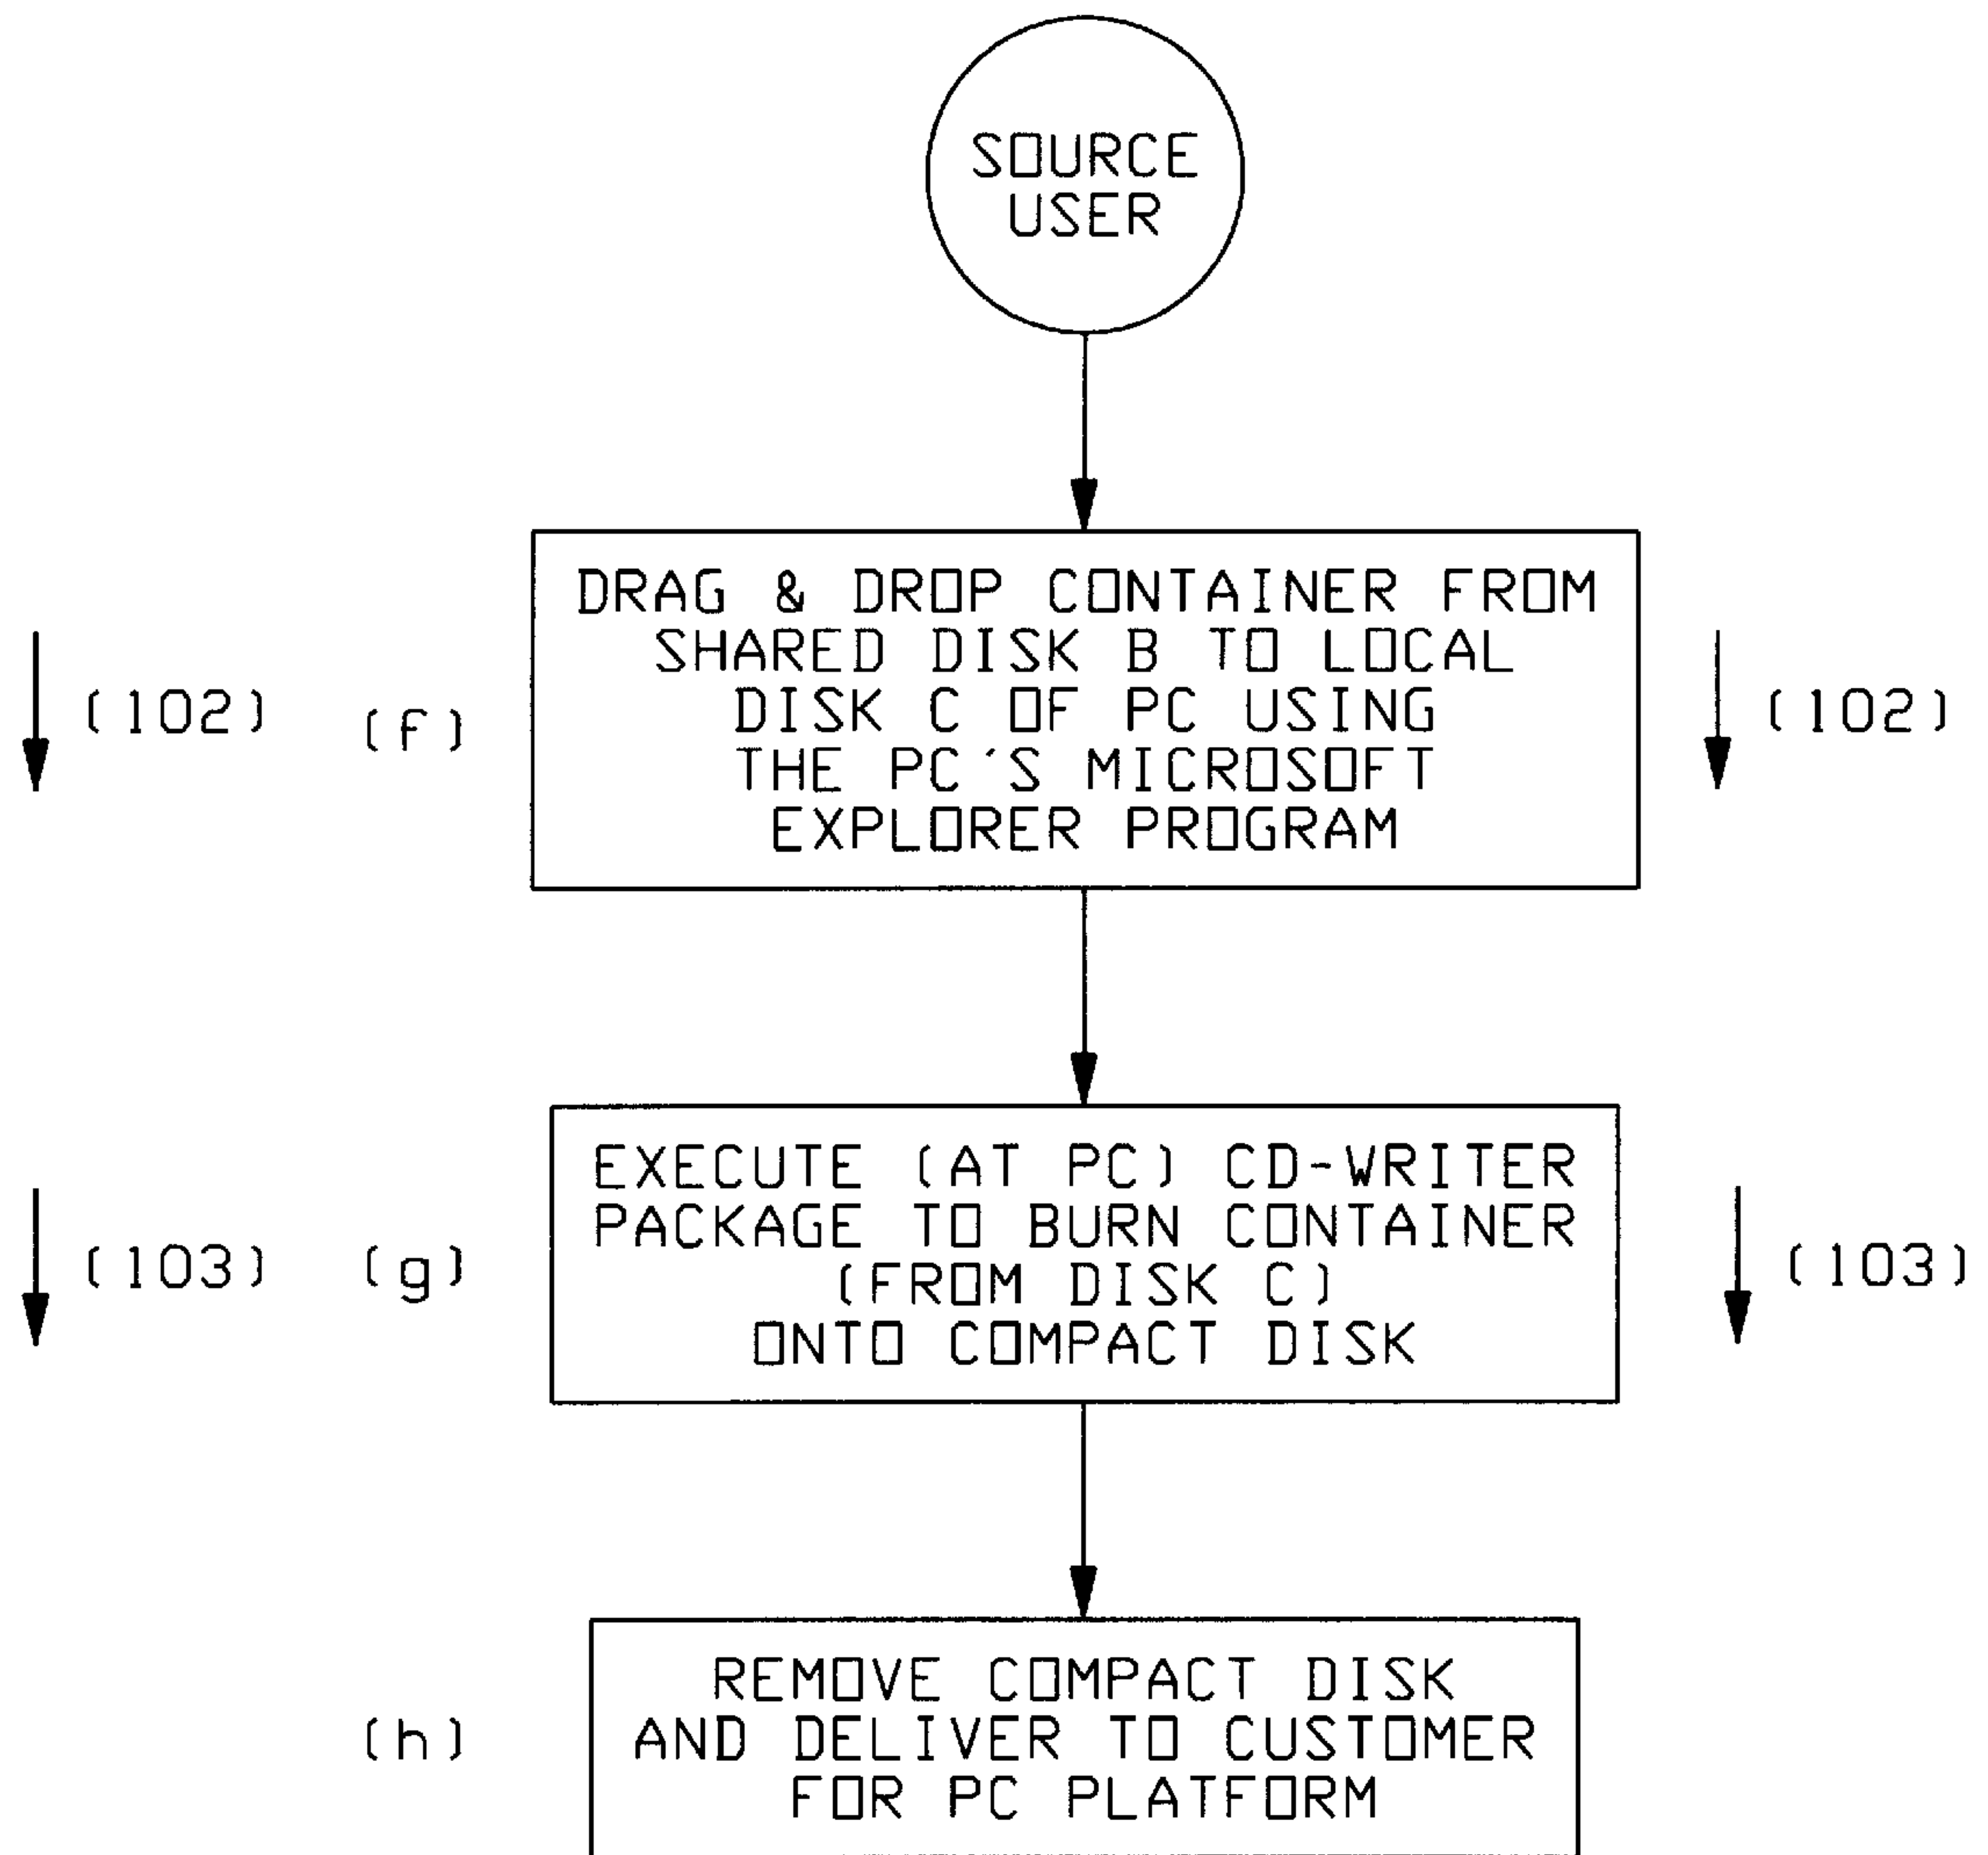 SOURCE
USER
DRAG & DROP CONTAINER FROM
SHARED DISK B TO LOCAL
DISK C OF PC USING
THE PC'S MICROSOFT
EXPLORER PROGRAM
(102)
(f)
(102)
EXECUTE (AT PC) CD-WRITER
PACKAGE TO BURN CONTAINER
(FROM DISK C)
ONTO COMPACT DISK
(103)
(g)
(103)
REMOVE COMPACT DISK
AND DELIVER TO CUSTOMER
FOR PC PLATFORM
(h)